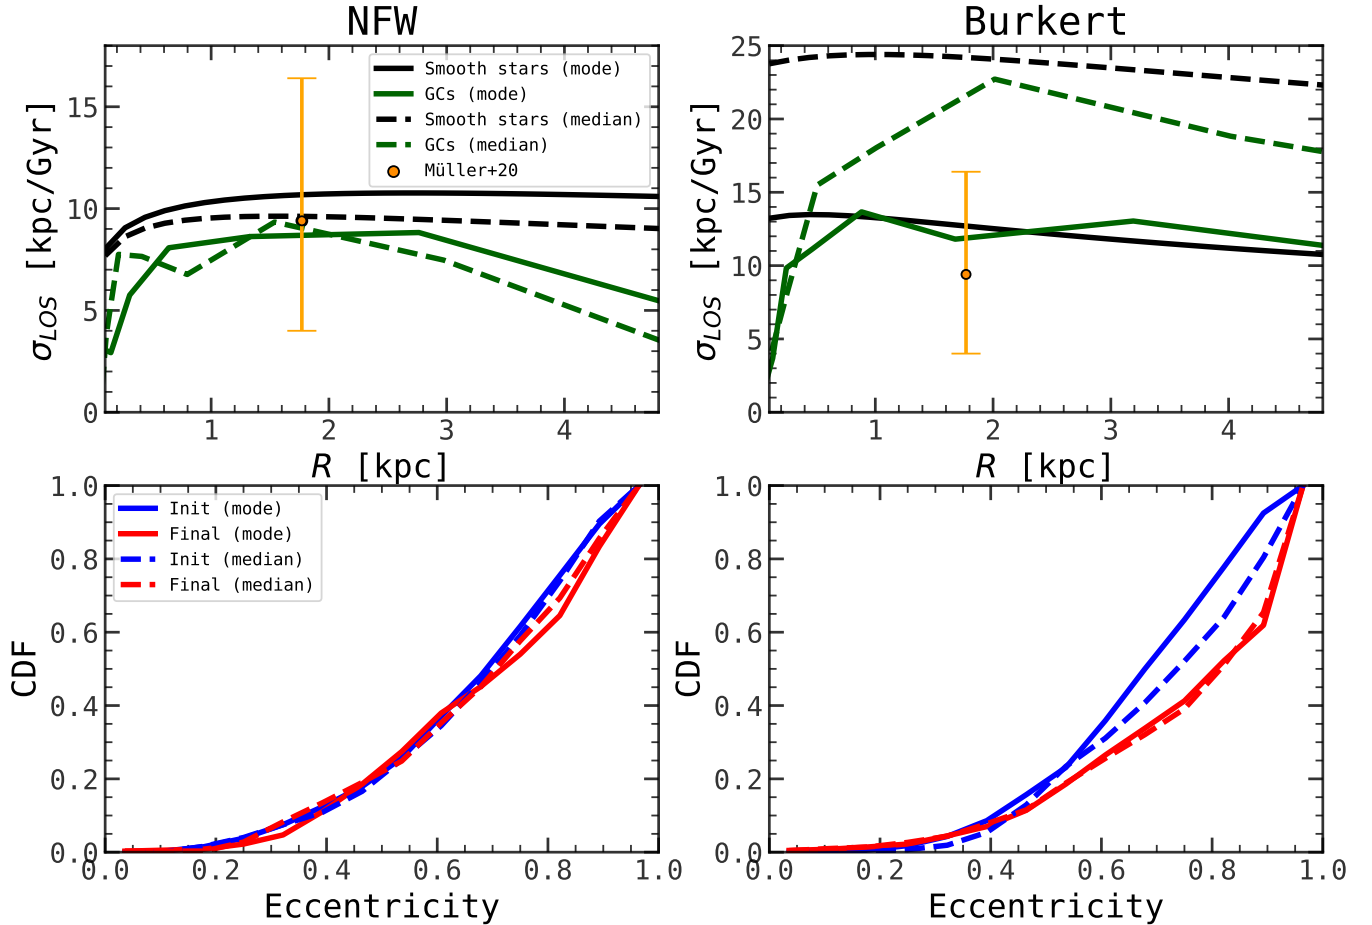 NFW
Burkert
σ_LOS [kpc/Gyr]
15
10
5
0
Smooth stars (mode)
GCs (mode)
Smooth stars (median)
GCs (median)
Müller+20
1 2 3 4
R [kpc]
σ_LOS [kpc/Gyr]
25
20
15
10
5
0
1 2 3 4
R [kpc]
CDF
1.0
0.8
0.6
0.4
0.2
0.0
Init (mode)
Final (mode)
Init (median)
Final (median)
0.0 0.2 0.4 0.6 0.8 1.0
Eccentricity
CDF
1.0
0.8
0.6
0.4
0.2
0.0
0.0 0.2 0.4 0.6 0.8 1.0
Eccentricity